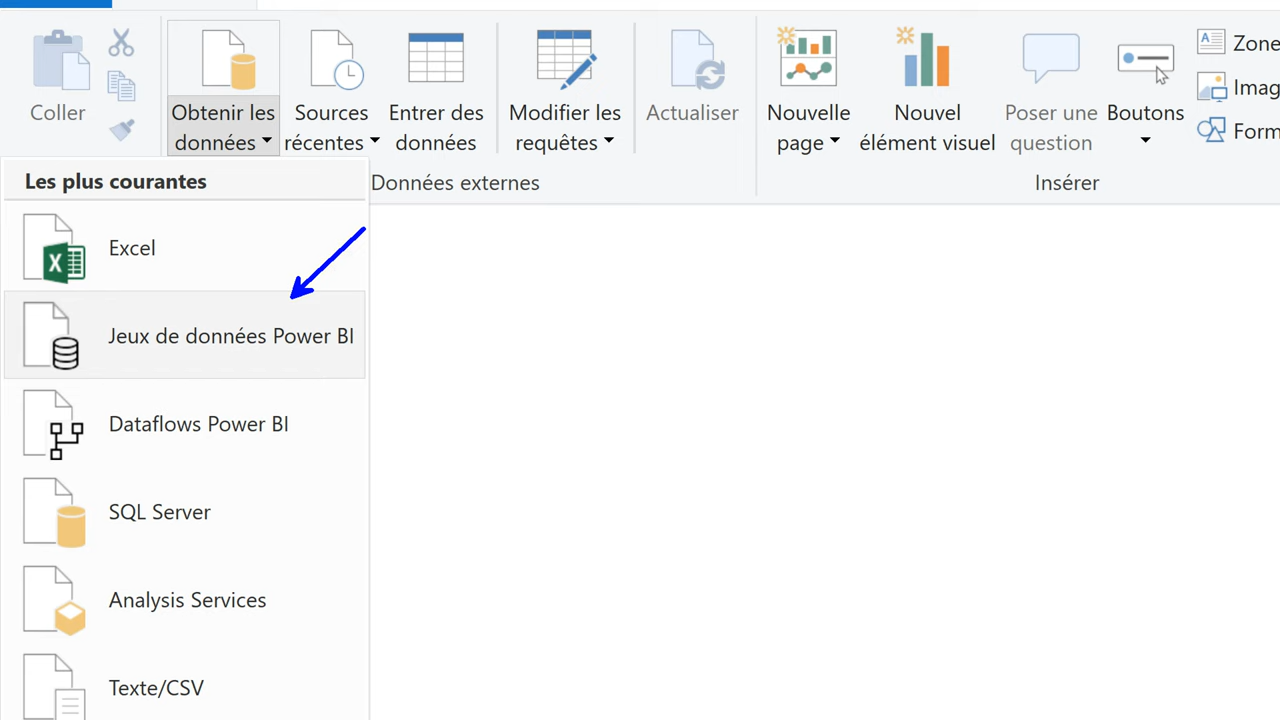 Coller
Obtenir les
données
Sources
récentes
Entrer des
données
Modifier les
requêtes
Actualiser
Nouvelle
page
Nouvel
élément visuel
Poser une
question
Boutons
Zone
Imag
Form
Données externes
Insérer
Les plus courantes
Excel
Jeux de données Power BI
Dataflows Power BI
SQL Server
Analysis Services
Texte/CSV